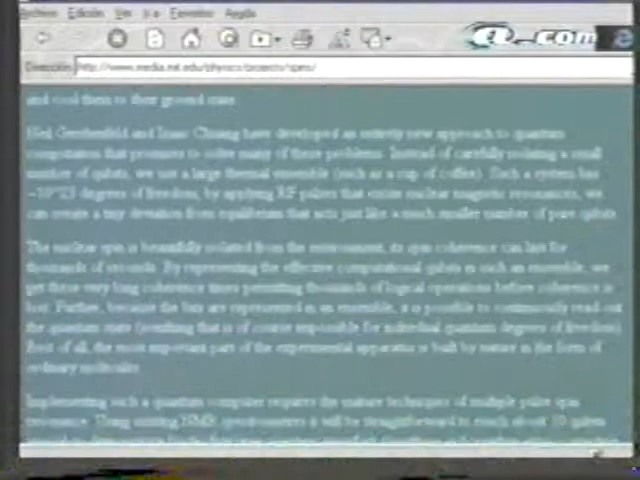 Archivo Edición Ver Ir a Favoritos Ayuda
@.com
Dirección http://www.media.mit.edu/physics/projects/spins/
and cool them to their ground state.
Neil Gershenfeld and Isaac Chuang have developed an entirely new approach to quantum
computation that promises to solve many of these problems. Instead of carefully isolating a small
number of qubits, we use a large thermal ensemble (such as a cup of coffee). Such a system has
~10^23 degrees of freedom, by applying RF pulses that excite nuclear magnetic resonances, we
can create a tiny deviation from equilibrium that acts just like a much smaller number of pure qubits.
The nuclear spin is beautifully isolated from the environment, its spin coherence can last for
thousands of seconds. By representing the effective computational qubits in such an ensemble, we
get these very long coherence times permitting thousands of logical operations before coherence is
lost. Further, because the bits are represented in an ensemble, it is possible to continuously read out
the quantum state (something that is of course impossible for individual quantum degrees of freedom).
Best of all, the most important part of the experimental apparatus is built by nature in the form of
ordinary molecules.
Implementing such a quantum computer requires the mature techniques of multiple pulse spin
resonance. Using existing NMR spectrometers it will be straightforward to reach about 10 qubits